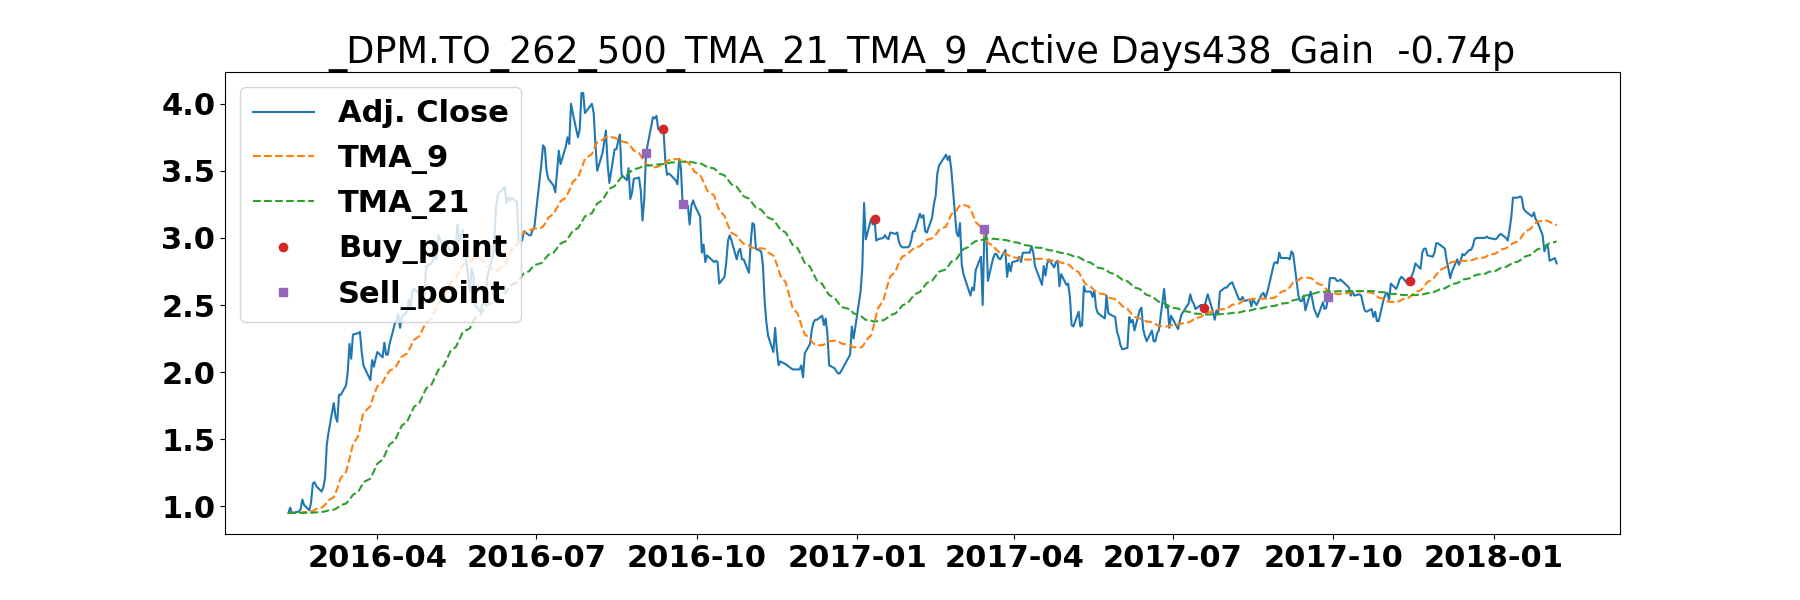 _DPM.TO_262_500_TMA_21_TMA_9_Active Days438_Gain  -0.74p
4.0
3.5
3.0
2.5
2.0
1.5
1.0
Adj. Close
TMA_9
TMA_21
Buy_point
Sell_point
2016-04 2016-07 2016-10 2017-01 2017-04 2017-07 2017-10 2018-01